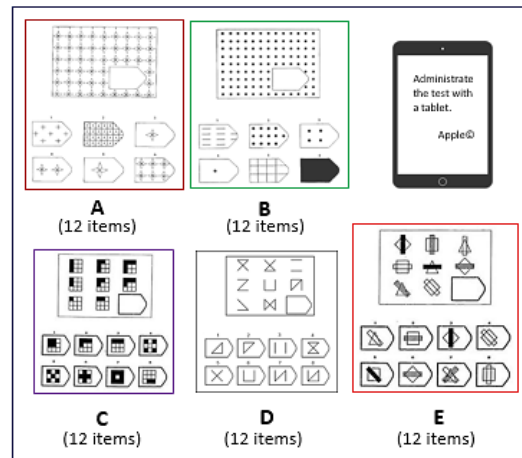 Administrate
the test with
a tablet.
Apple©
A
(12 items)
B
(12 items)
C
(12 items)
D
(12 items)
E
(12 items)